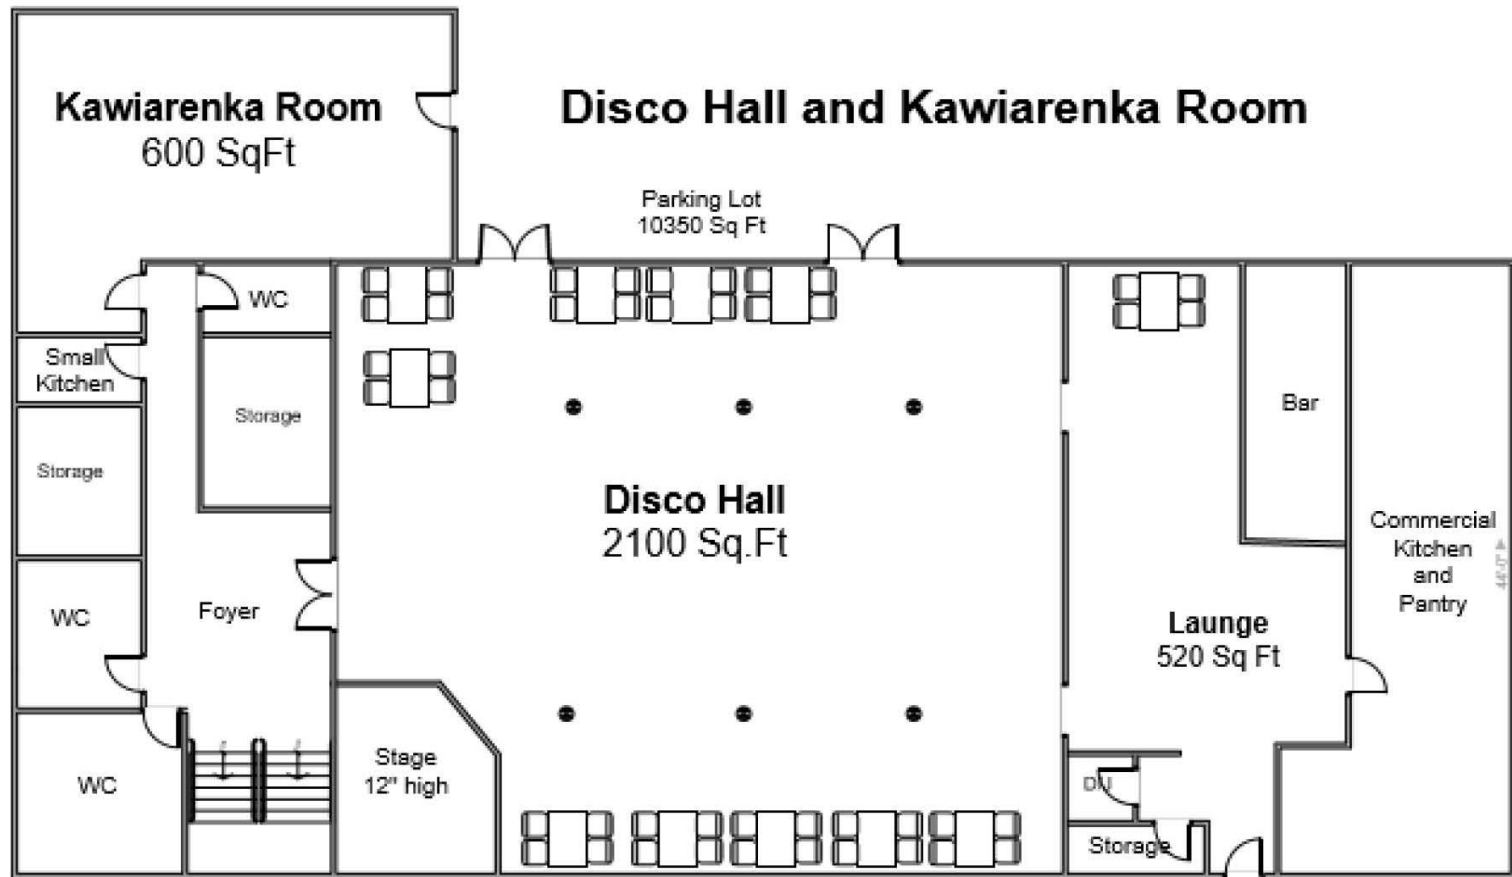 Disco Hall and Kawiarenka Room
Kawiarenka Room
600 SqFt
Parking Lot
10350 Sq Ft
WC
Small
Kitchen
Storage
Storage
Bar
Disco Hall
2100 Sq.Ft
Commercial
Kitchen
and
Pantry
44'-0"
WC
Foyer
Launge
520 Sq Ft
Stage
12" high
WC
Storage